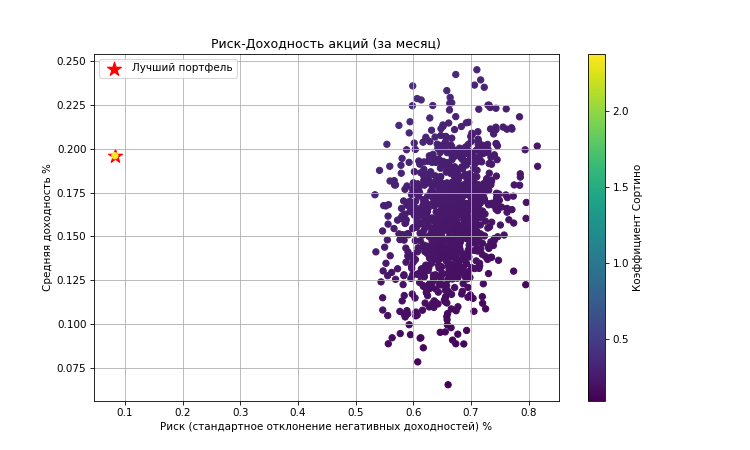 Риск-Доходность акций (за месяц)
Лучший портфель
Средняя доходность %
0.250
0.225
0.200
0.175
0.150
0.125
0.100
0.075
0.1 0.2 0.3 0.4 0.5 0.6 0.7 0.8
Риск (стандартное отклонение негативных доходностей) %
2.0
1.5
1.0
0.5
Коэффициент Сортино